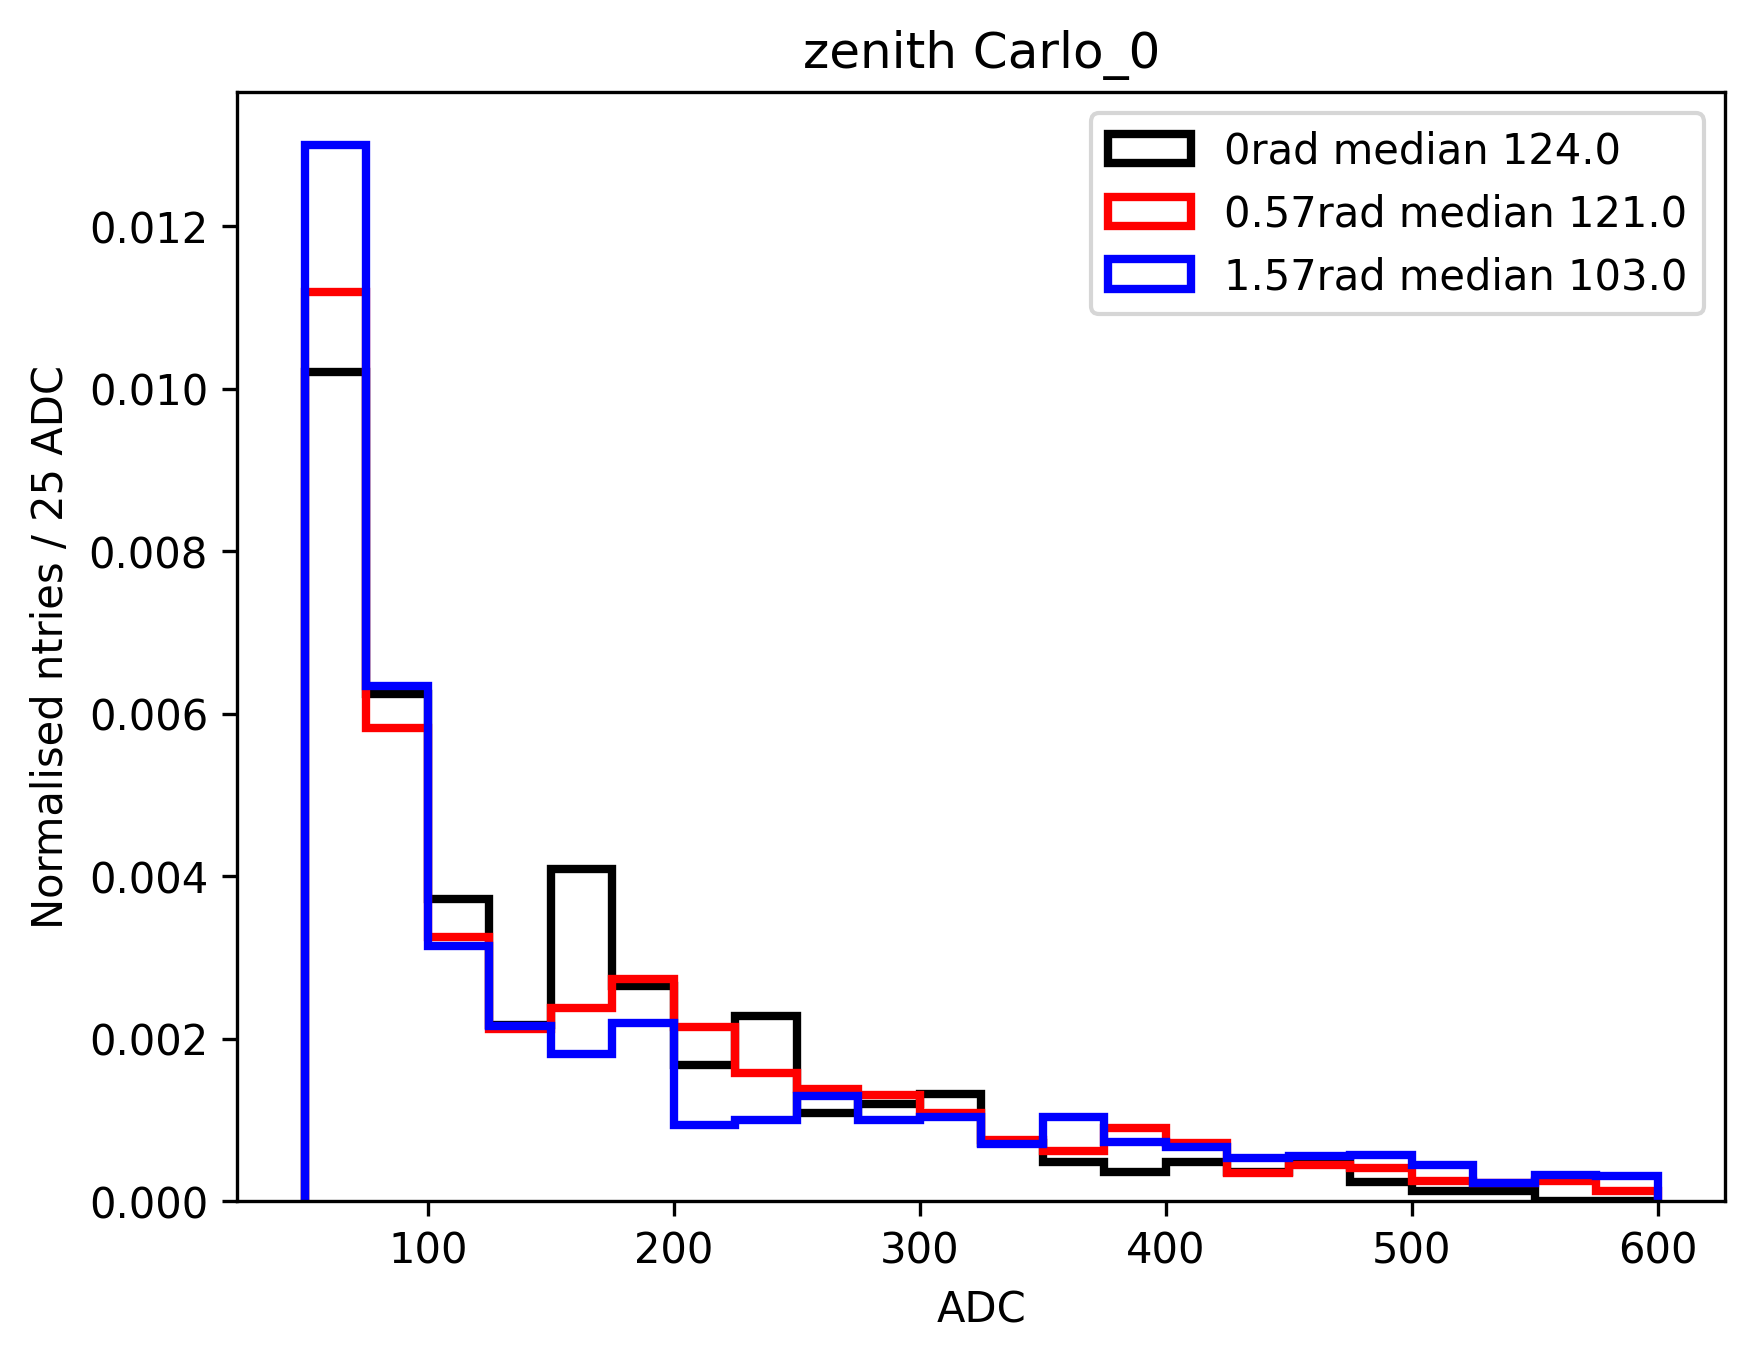 zenith Carlo_0
0rad median 124.0
0.57rad median 121.0
1.57rad median 103.0
Normalised ntries / 25 ADC
0.012
0.010
0.008
0.006
0.004
0.002
0.000
100 200 300 400 500 600
ADC